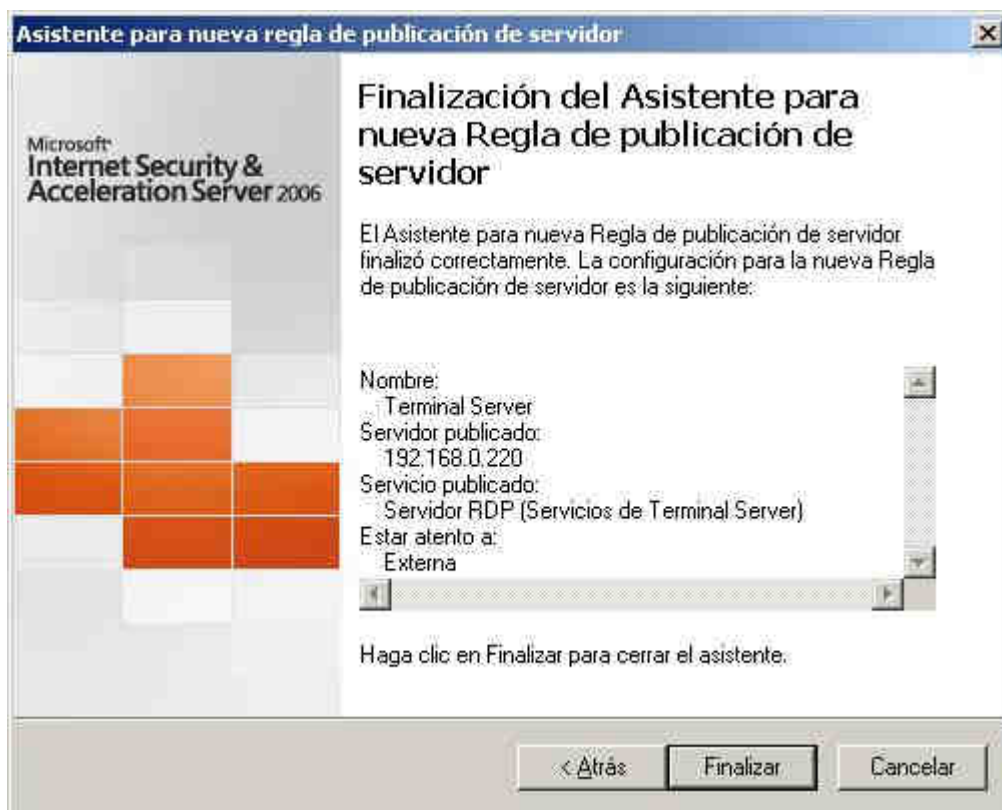 Asistente para nueva regla de publicación de servidor
Microsoft
Internet Security &
Acceleration Server 2006
Finalización del Asistente para
nueva Regla de publicación de
servidor
El Asistente para nueva Regla de publicación de servidor
finalizó correctamente. La configuración para la nueva Regla
de publicación de servidor es la siguiente:
Nombre:
Terminal Server
Servidor publicado:
192.168.0.220
Servicio publicado:
Servidor RDP (Servicios de Terminal Server)
Estar atento a:
Externa
Haga clic en Finalizar para cerrar el asistente.
< Atrás
Finalizar
Cancelar